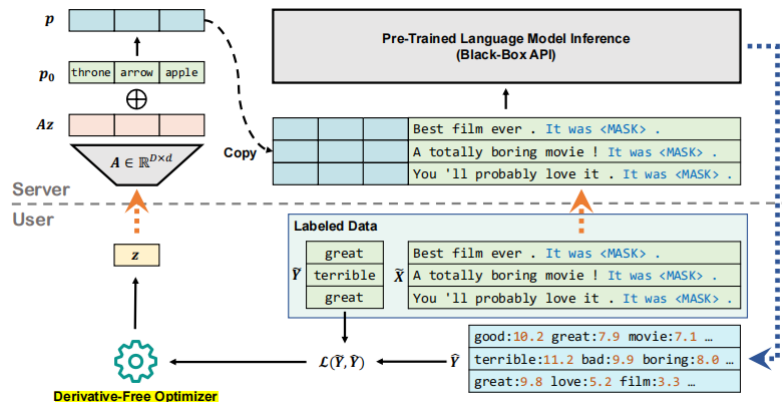 p
p₀ throne arrow apple
Az
A ∈ ℝ^{D×d}
Copy
Pre-Trained Language Model Inference
(Black-Box API)
Best film ever . It was <MASK> .
A totally boring movie ! It was <MASK> .
You 'll probably love it . It was <MASK> .
Server
User
z
Labeled Data
Ỹ
great
terrible
great
X̃
Best film ever . It was <MASK> .
A totally boring movie ! It was <MASK> .
You 'll probably love it . It was <MASK> .
Derivative-Free Optimizer
ℒ(Ỹ, Ŷ)
Ŷ
good:10.2 great:7.9 movie:7.1 …
terrible:11.2 bad:9.9 boring:8.0 …
great:9.8 love:5.2 film:3.3 …